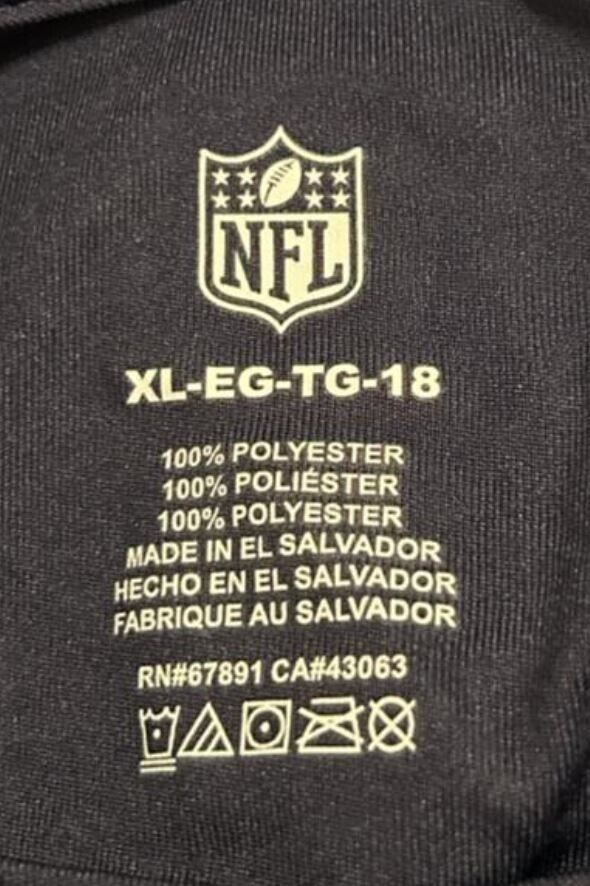 NFL
XL-EG-TG-18
100% POLYESTER
100% POLIÉSTER
100% POLYESTER
MADE IN EL SALVADOR
HECHO EN EL SALVADOR
FABRIQUE AU SALVADOR
RN#67891 CA#43063